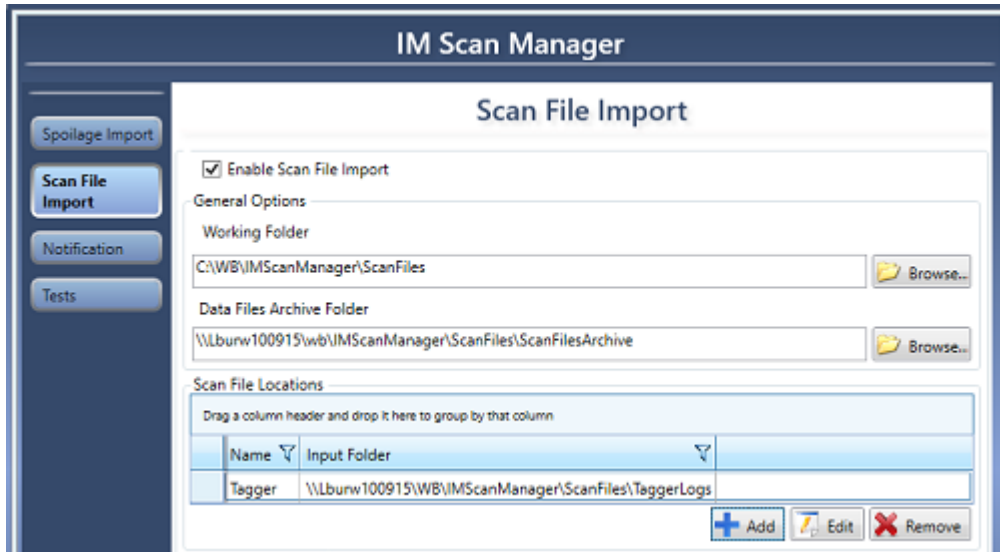 IM Scan Manager
Scan File Import
Spoilage Import
Scan File
Import
Notification
Tests
Enable Scan File Import
General Options
Working Folder
C:\WB\IMScanManager\ScanFiles
Browse...
Data Files Archive Folder
\\Lburw100915\wb\IMScanManager\ScanFiles\ScanFilesArchive
Browse...
Scan File Locations
Drag a column header and drop it here to group by that column
Name Input Folder
Tagger \\Lburw100915\WB\IMScanManager\ScanFiles\TaggerLogs
Add Edit Remove